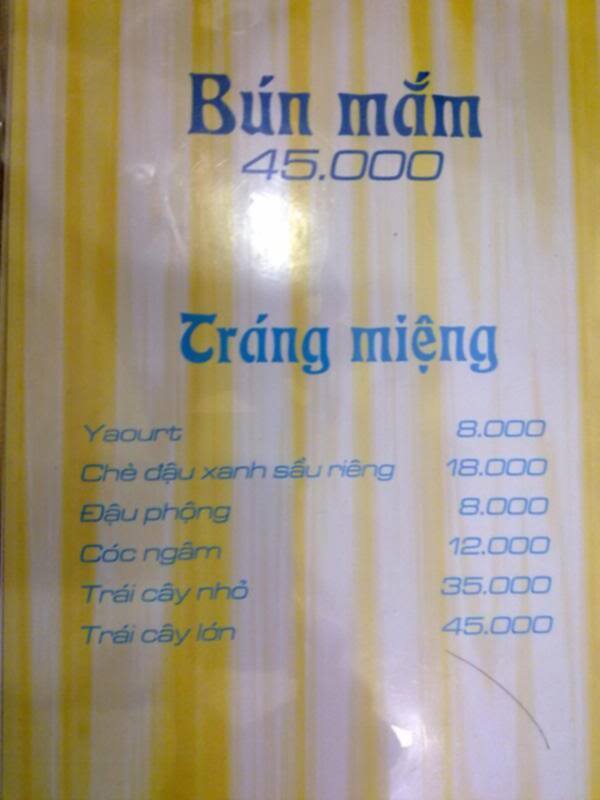 Bún mắm
45.000
Tráng miệng
Yaourt 8.000
Chè đậu xanh sầu riêng 18.000
Đậu phộng 8.000
Cóc ngâm 12.000
Trái cây nhỏ 35.000
Trái cây lớn 45.000